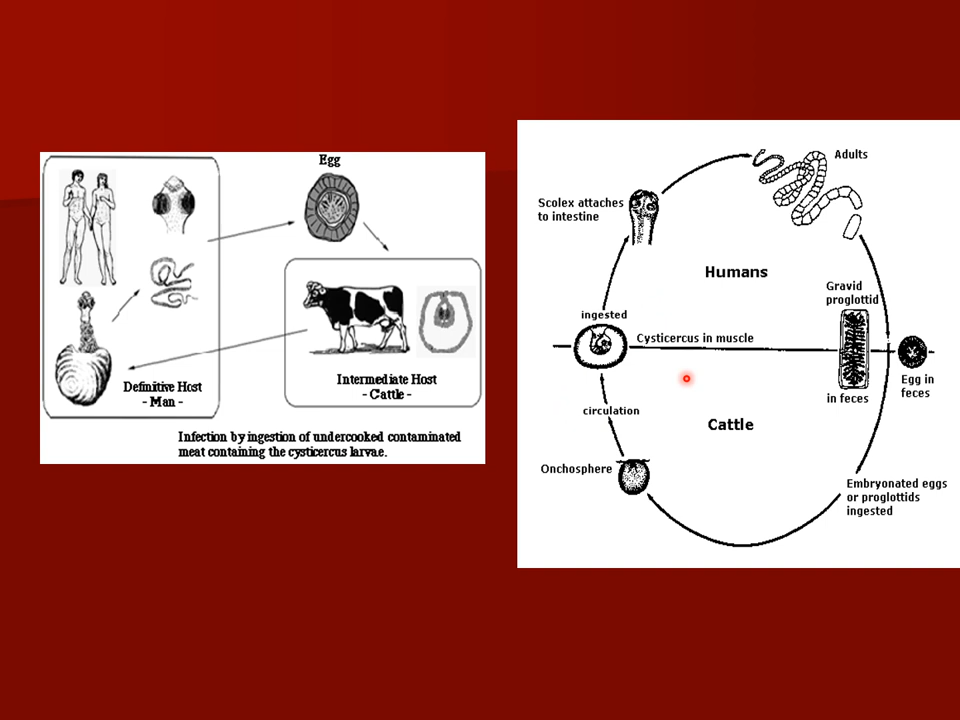 Egg
Definitive Host
- Man -
Intermediate Host
- Cattle -
Infection by ingestion of undercooked contaminated
meat containing the cysticercus larvae.
Adults
Scolex attaches
to intestine
Humans
Gravid
proglottid
ingested
Cysticercus in muscle
Egg in
feces
in feces
circulation
Cattle
Onchosphere
Embryonated eggs
or proglottids
ingested